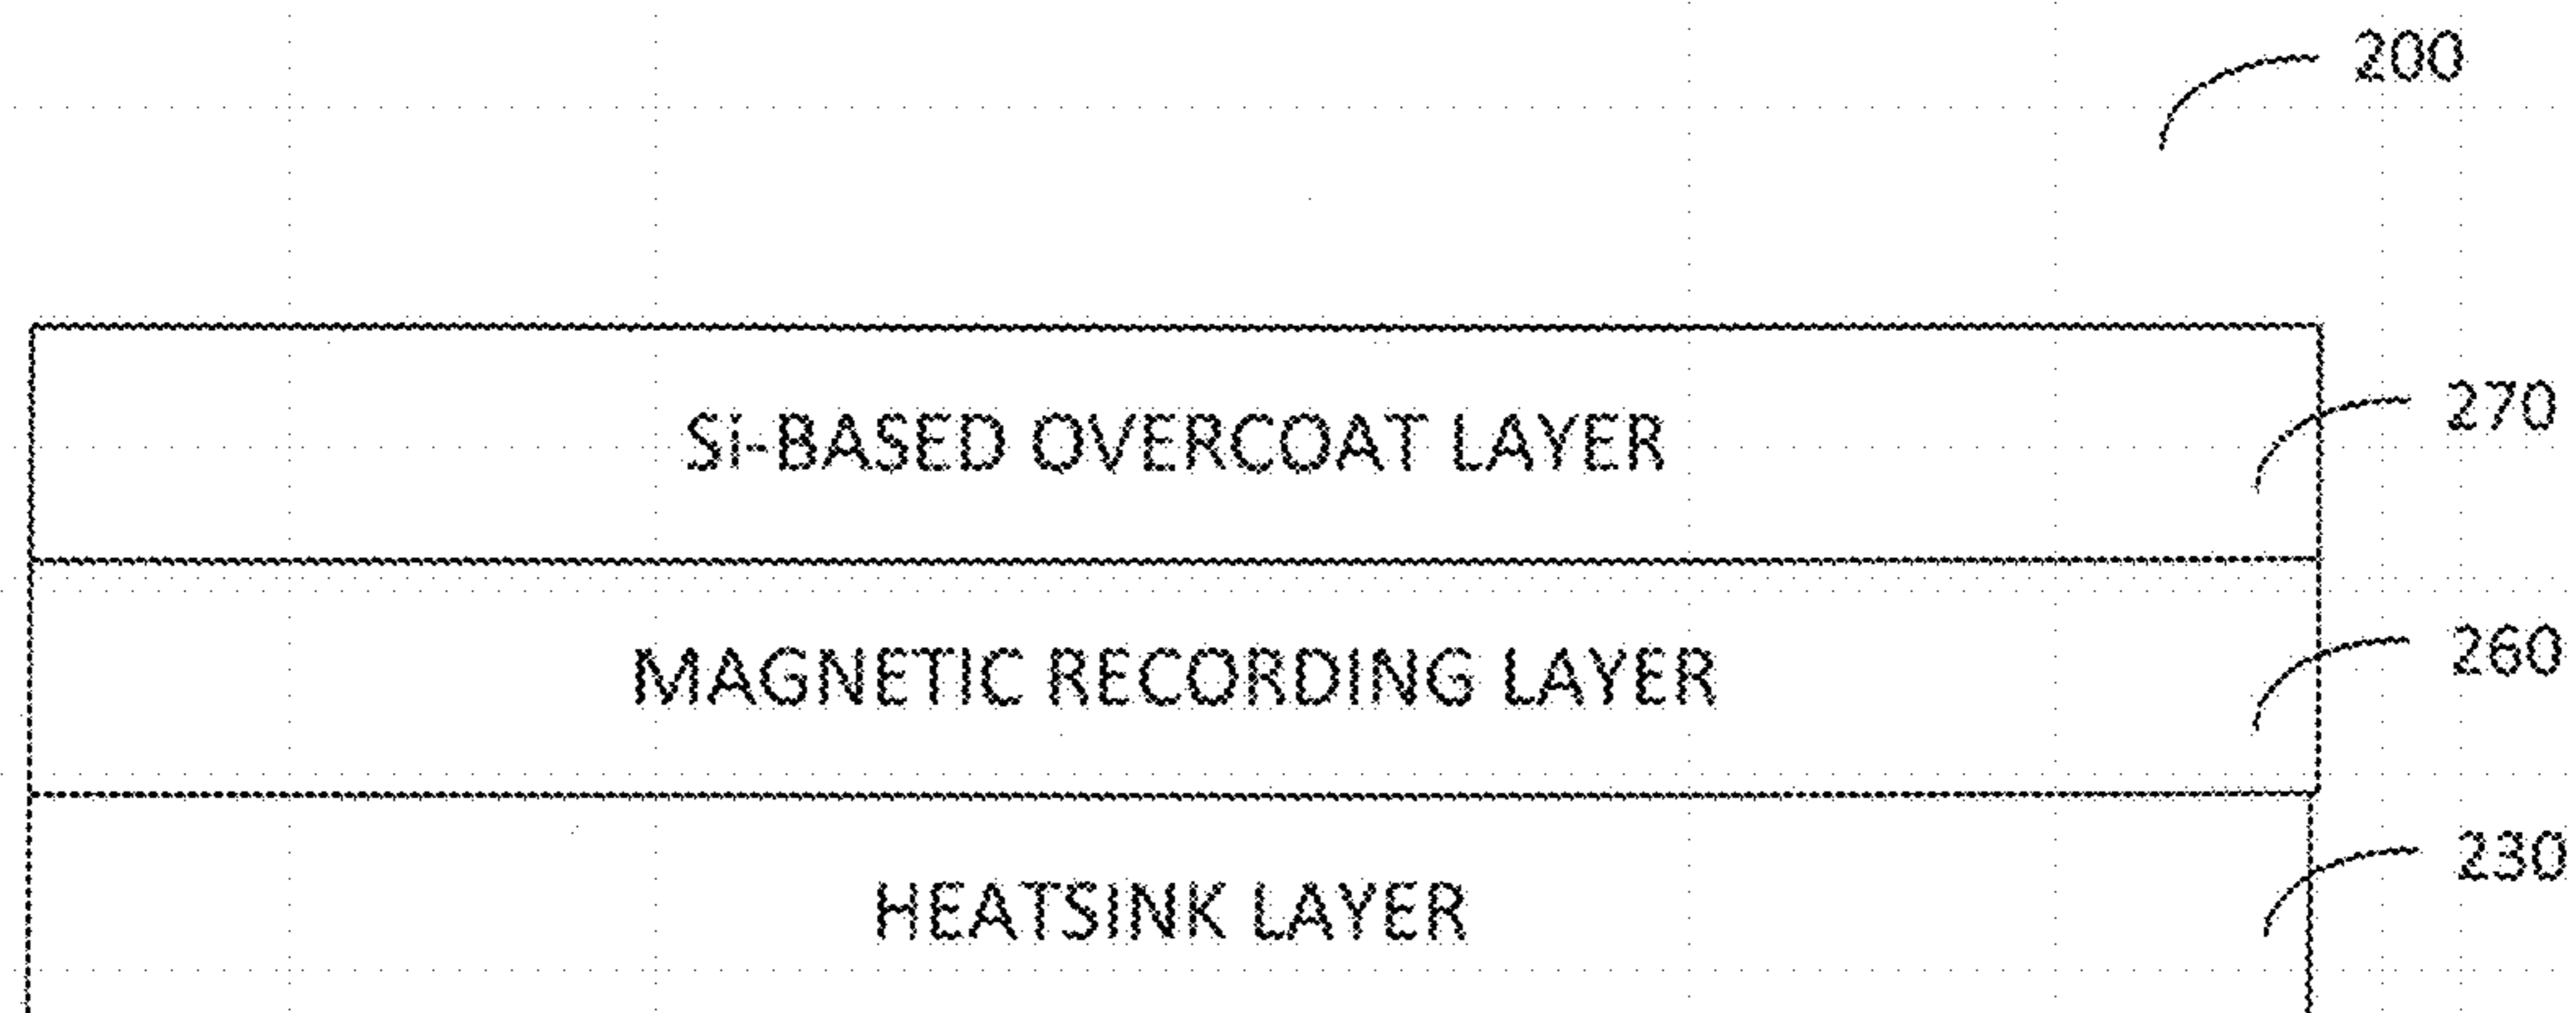 200
Si-BASED OVERCOAT LAYER 270
MAGNETIC RECORDING LAYER 260
HEATSINK LAYER 230